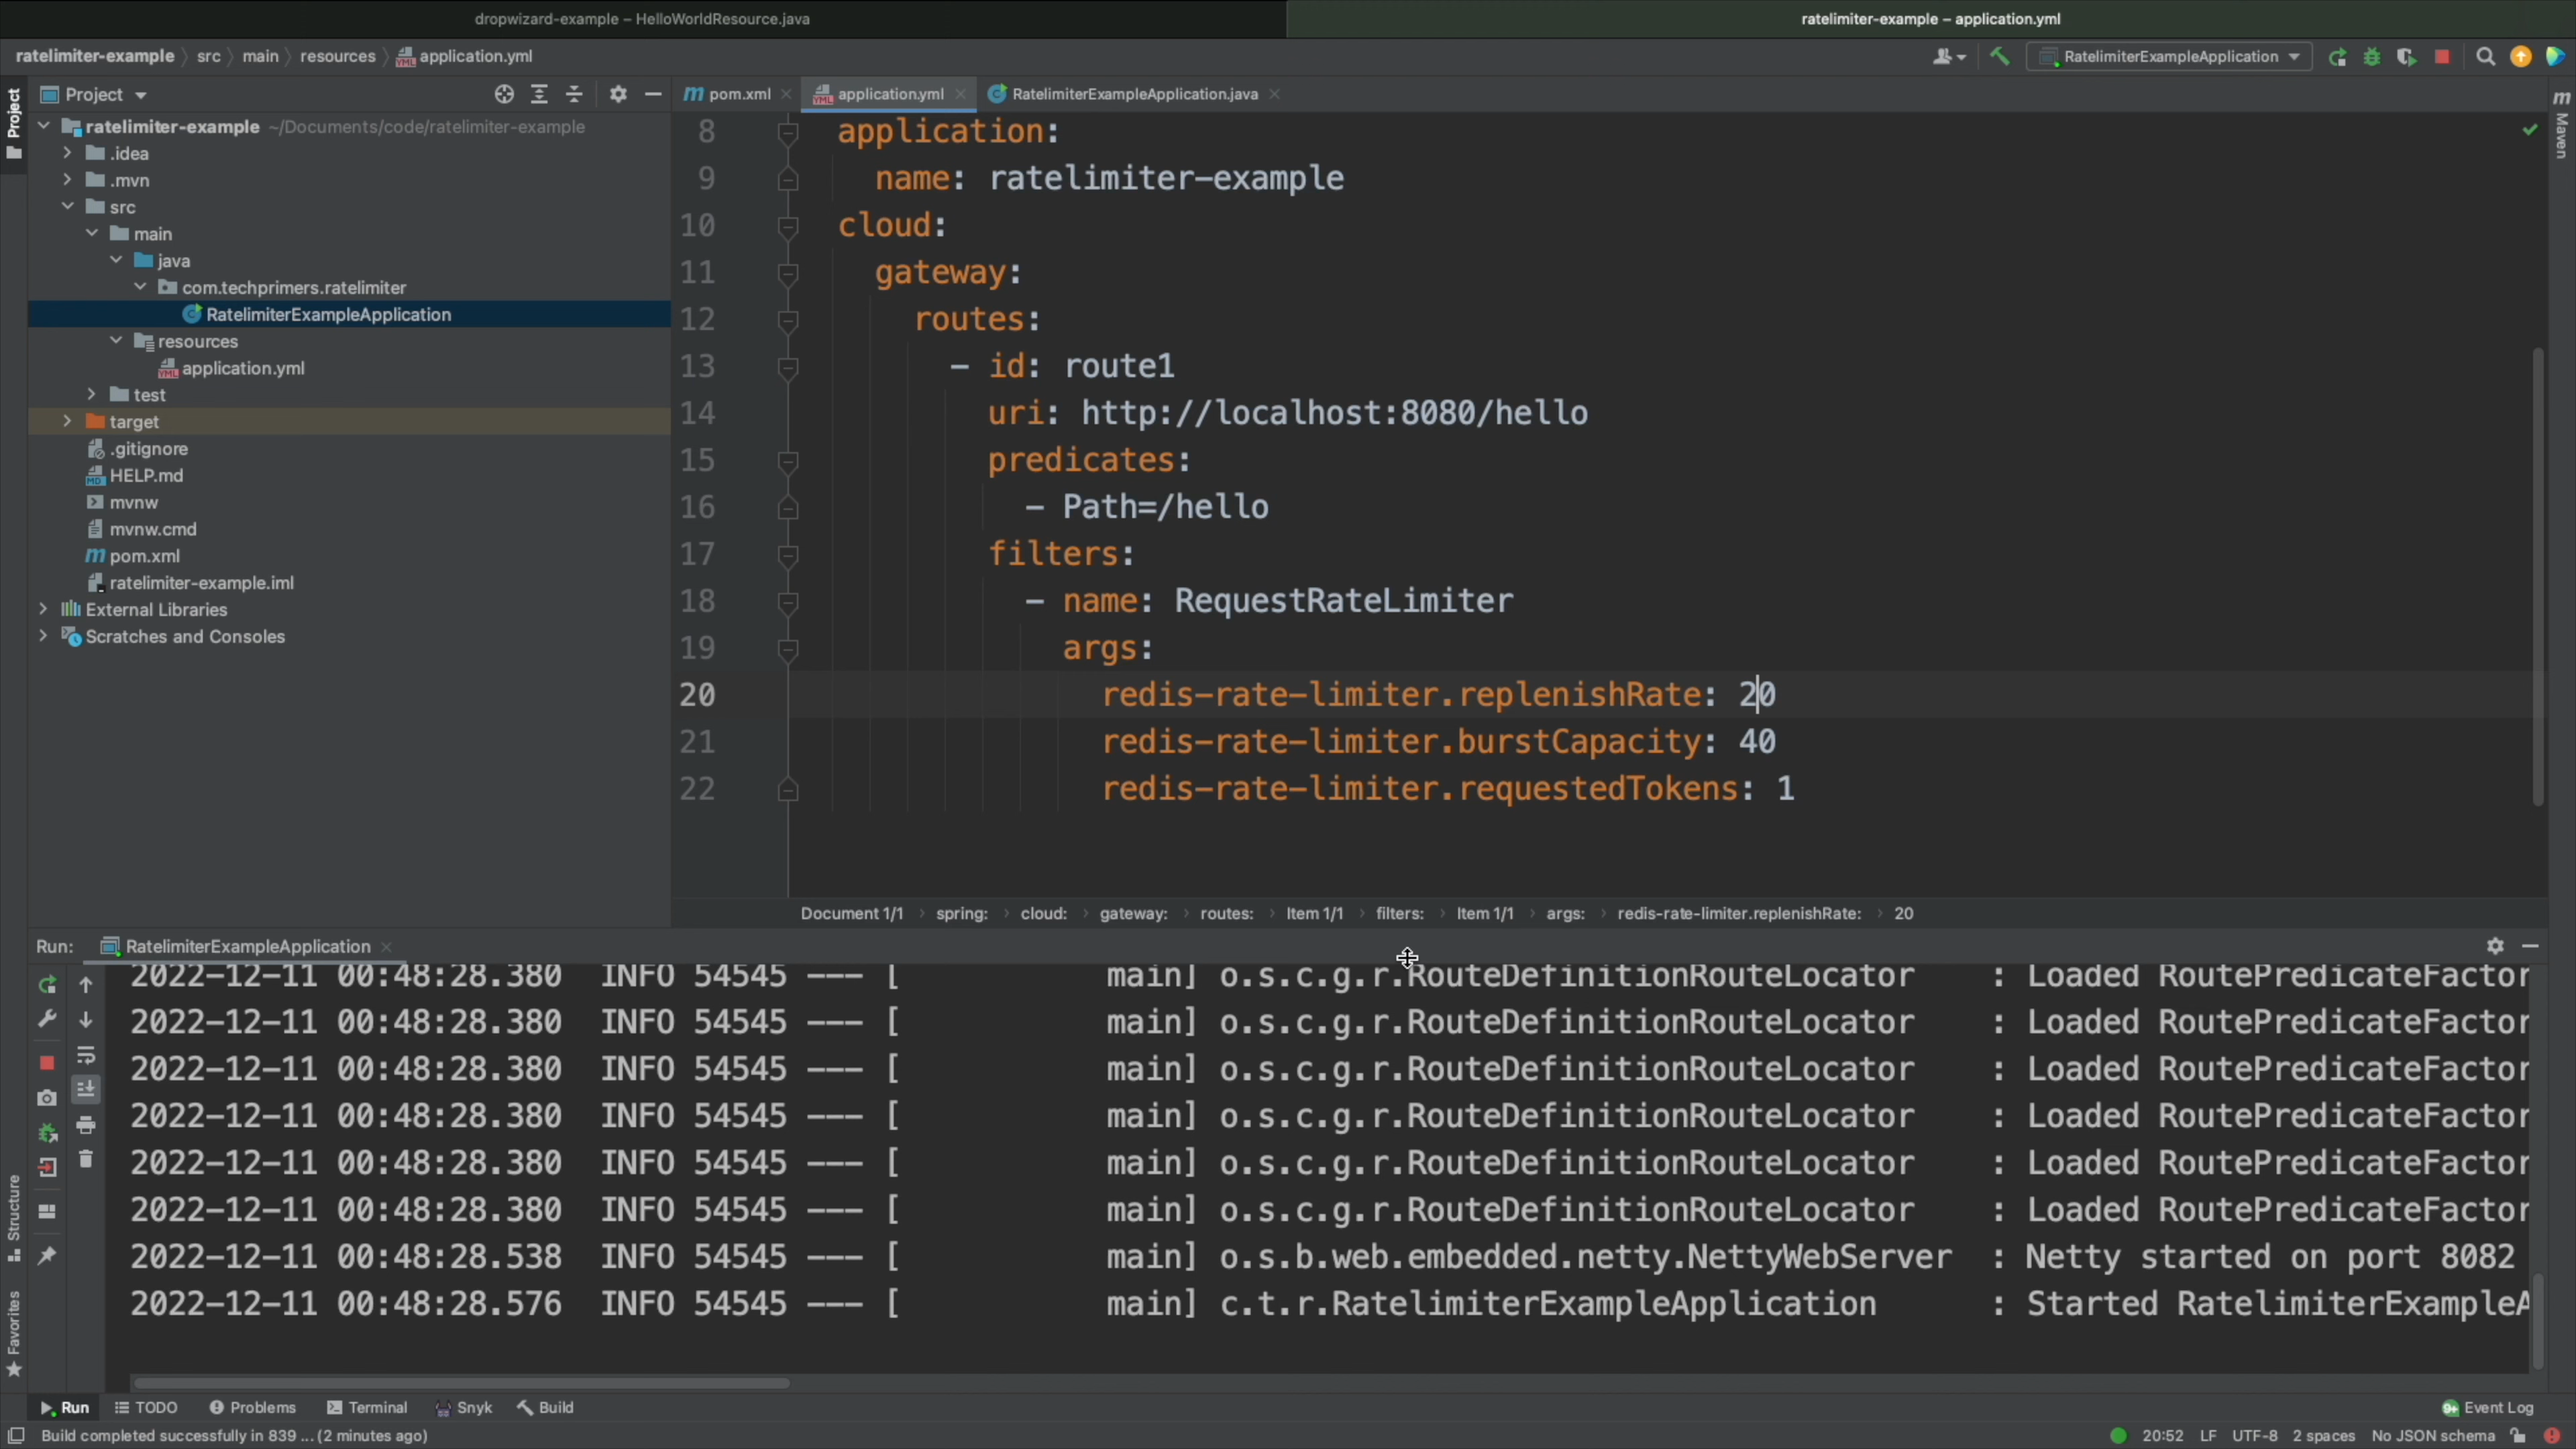 dropwizard-example – HelloWorldResource.java
ratelimiter-example – application.yml
ratelimiter-example 〉 src 〉 main 〉 resources 〉 application.yml
RatelimiterExampleApplication
Project
Project
pom.xml
application.yml
RatelimiterExampleApplication.java
Maven
ratelimiter-example ~/Documents/code/ratelimiter-example
.idea
.mvn
src
main
java
com.techprimers.ratelimiter
RatelimiterExampleApplication
resources
application.yml
test
target
.gitignore
HELP.md
mvnw
mvnw.cmd
pom.xml
ratelimiter-example.iml
External Libraries
Scratches and Consoles
8 application:
9 name: ratelimiter-example
10 cloud:
11 gateway:
12 routes:
13 - id: route1
14 uri: http://localhost:8080/hello
15 predicates:
16 - Path=/hello
17 filters:
18 - name: RequestRateLimiter
19 args:
20 redis-rate-limiter.replenishRate: 20
21 redis-rate-limiter.burstCapacity: 40
22 redis-rate-limiter.requestedTokens: 1
Document 1/1 › spring: › cloud: › gateway: › routes: › Item 1/1 › filters: › Item 1/1 › args: › redis-rate-limiter.replenishRate: › 20
Run: RatelimiterExampleApplication
2022-12-11 00:48:28.380 INFO 54545 --- [ main] o.s.c.g.r.RouteDefinitionRouteLocator : Loaded RoutePredicateFactor
2022-12-11 00:48:28.380 INFO 54545 --- [ main] o.s.c.g.r.RouteDefinitionRouteLocator : Loaded RoutePredicateFactor
2022-12-11 00:48:28.380 INFO 54545 --- [ main] o.s.c.g.r.RouteDefinitionRouteLocator : Loaded RoutePredicateFactor
2022-12-11 00:48:28.380 INFO 54545 --- [ main] o.s.c.g.r.RouteDefinitionRouteLocator : Loaded RoutePredicateFactor
2022-12-11 00:48:28.380 INFO 54545 --- [ main] o.s.c.g.r.RouteDefinitionRouteLocator : Loaded RoutePredicateFactor
2022-12-11 00:48:28.380 INFO 54545 --- [ main] o.s.c.g.r.RouteDefinitionRouteLocator : Loaded RoutePredicateFactor
2022-12-11 00:48:28.538 INFO 54545 --- [ main] o.s.b.web.embedded.netty.NettyWebServer : Netty started on port 8082
2022-12-11 00:48:28.576 INFO 54545 --- [ main] c.t.r.RatelimiterExampleApplication : Started RatelimiterExampleA
Structure
Favorites
Run TODO Problems Terminal Snyk Build 9+ Event Log
Build completed successfully in 839 ... (2 minutes ago) 20:52 LF UTF-8 2 spaces No JSON schema